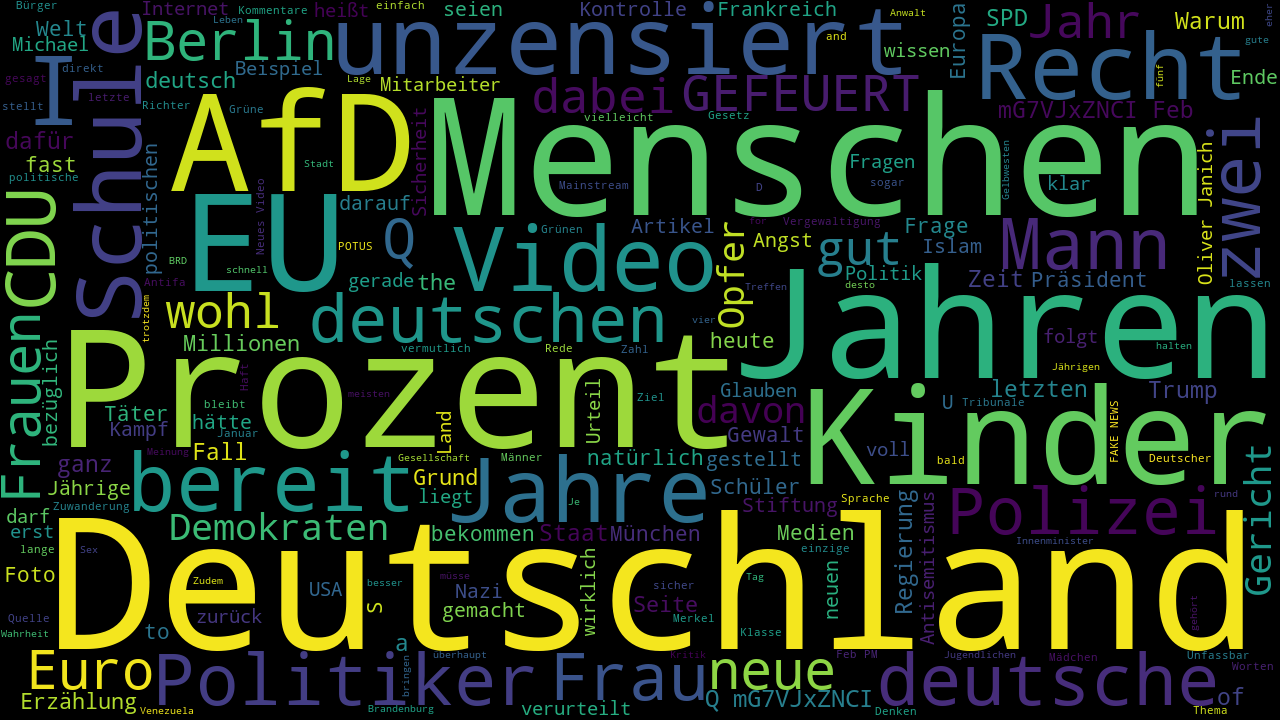 Bürger Internet heißt Kommentare einfach seien Kontrolle Frankreich Anwalt SPD Jahr Warum eher
Welt Michael Berlin unzensiert Leben and wissen Europa Recht gute
gesagt direkt I Schule deutsch Beispiel Lage Mitarbeiter fünf Ende
stellt letzte Richter Grüne AfD dabei GEFEUERT mG7VJxZNCI Feb
dafür vielleicht Gesetz Menschen
fast politische politischen Stadt Sicherheit Fragen Gelbwesten zwei
CDU Neues Video darauf Mainstream D sogar klar Oliver Janich
EU Q Video Artikel Opfer for Vergewaltigung Frage Mann
BRD POTUS Grünen Angst gut Islam
Antifa schnell gerade the Treffen Politik desto Zeit Präsident lassen
trotzdem wohl deutschen vier Jahren
Frauen bezüglich Millionen vermutlich Rede Zahl heute folgt halten
Prozent Haft meisten Ziel Glauben Jährigen
Täter bleibt Land Urteil U Tribunale letzten Trump
Kampf hätte Januar davon Kinder FAKE NEWS
Meinung Fall Gesellschaft Männer Gewalt voll bald Deutscher
ganz bereit Grund natürlich gestellt Gericht
Jährige Zuwanderung liegt Jahre Je Schüler Sprache rund
darf Stiftung Regierung Antisemitismus Polizei
erst Demokraten bekommen Staat München Medien Innenminister
lange Sex Deutschland wirklich einzige
Foto Zudem USA besser müsse Nazi sicher Tag neuen
Quelle zurück S gemacht Seite Merkel gehört
Wahrheit to a Klasse
Euro Politiker bringen überhaupt Frau Kritik neue Feb PM Jugendlichen Mädchen Unfassbar
deutsche Worten
Erzählung Venezuela Brandenburg verurteilt Q mG7VJxZNCI Denken Thema of